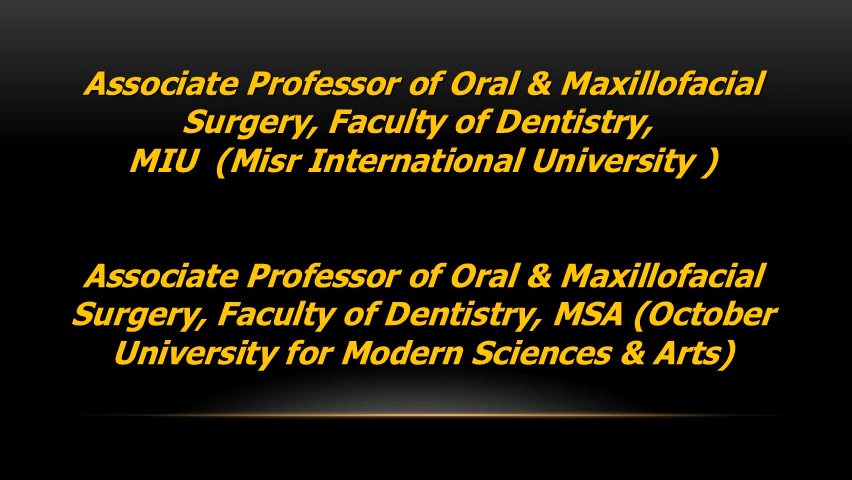 Associate Professor of Oral & Maxillofacial
Surgery, Faculty of Dentistry,
MIU  (Misr International University )
Associate Professor of Oral & Maxillofacial
Surgery, Faculty of Dentistry, MSA (October
University for Modern Sciences & Arts)